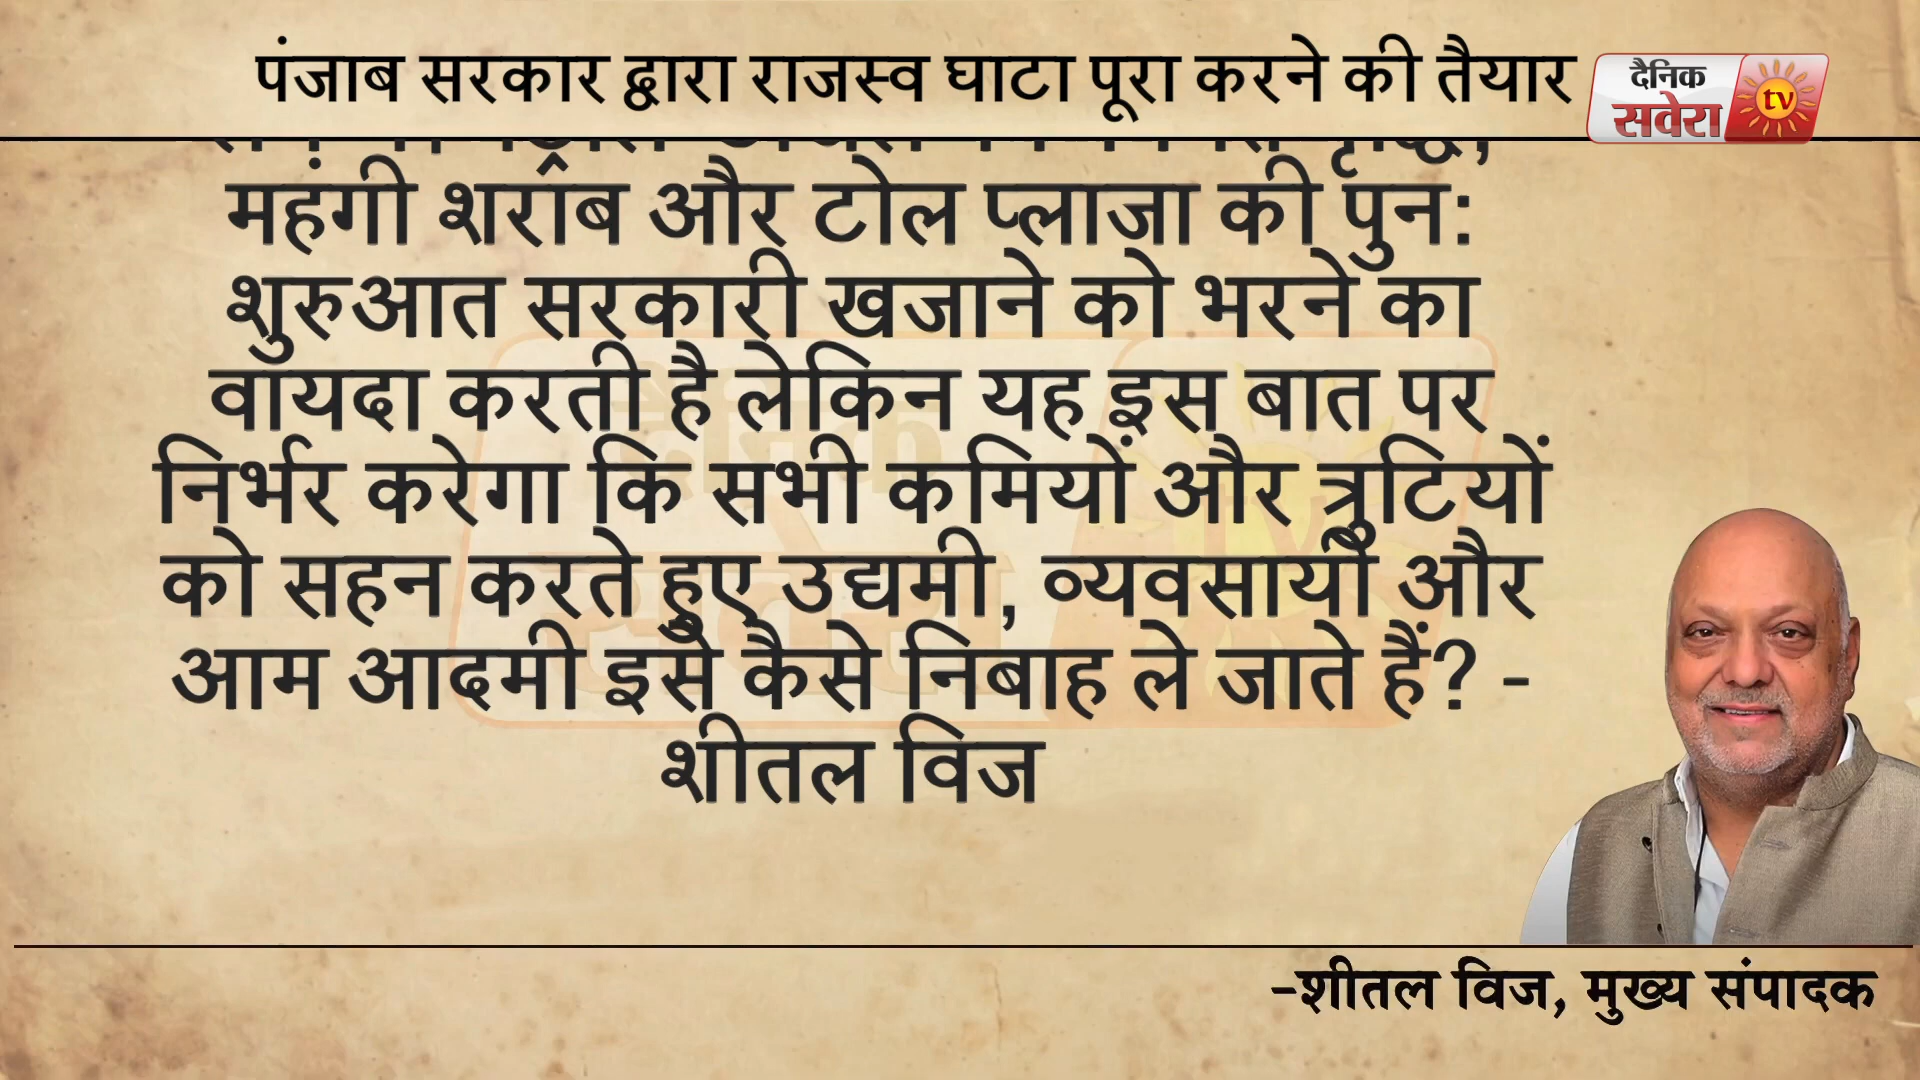 पंजाब सरकार द्वारा राजस्व घाटा पूरा करने की तैयार
दैनिक
सवेरा
tv
महंगी शराब और टोल प्लाजा की पुन:
शुरुआत सरकारी खजाने को भरने का
वायदा करती है लेकिन यह इस बात पर
निर्भर करेगा कि सभी कमियों और त्रुटियों
को सहन करते हुए उद्यमी, व्यवसायी और
आम आदमी इसे कैसे निबाह ले जाते हैं? -
शीतल विज
-शीतल विज, मुख्य संपादक